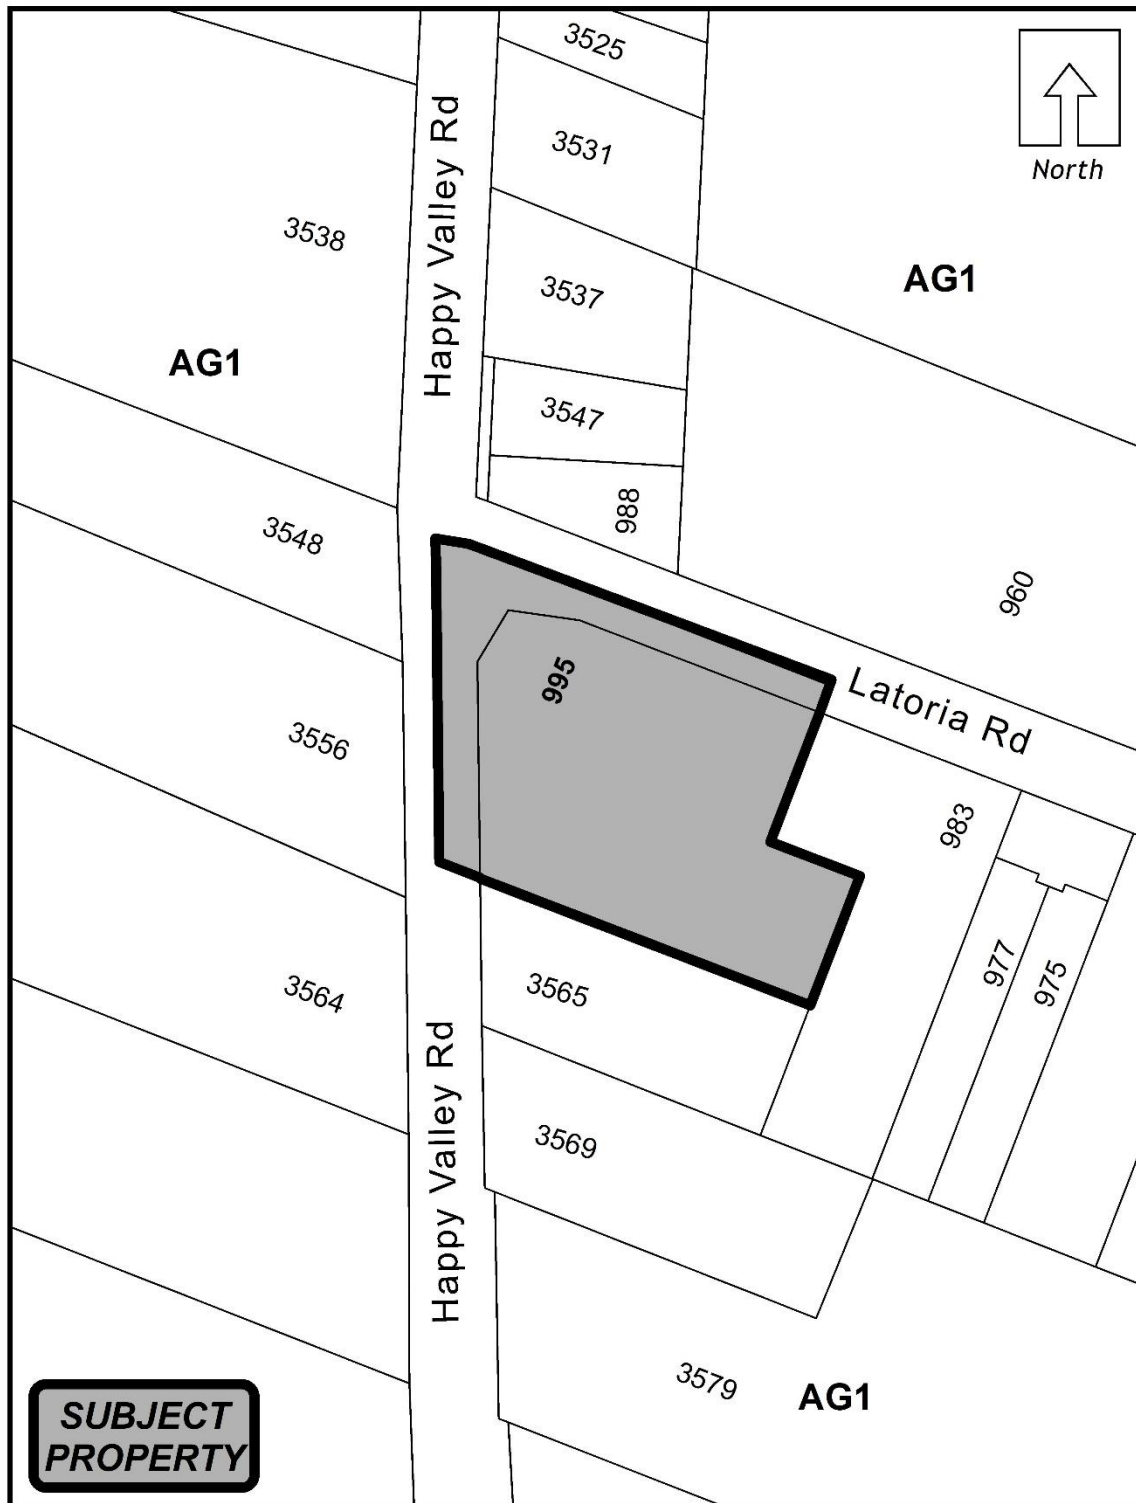 3525
North
3531
Happy Valley Rd
3538
AG1
3537
AG1
3547
988
3548
960
995
Latoria Rd
3556
983
977
975
3564
3565
Happy Valley Rd
3569
3579
AG1
SUBJECT
PROPERTY